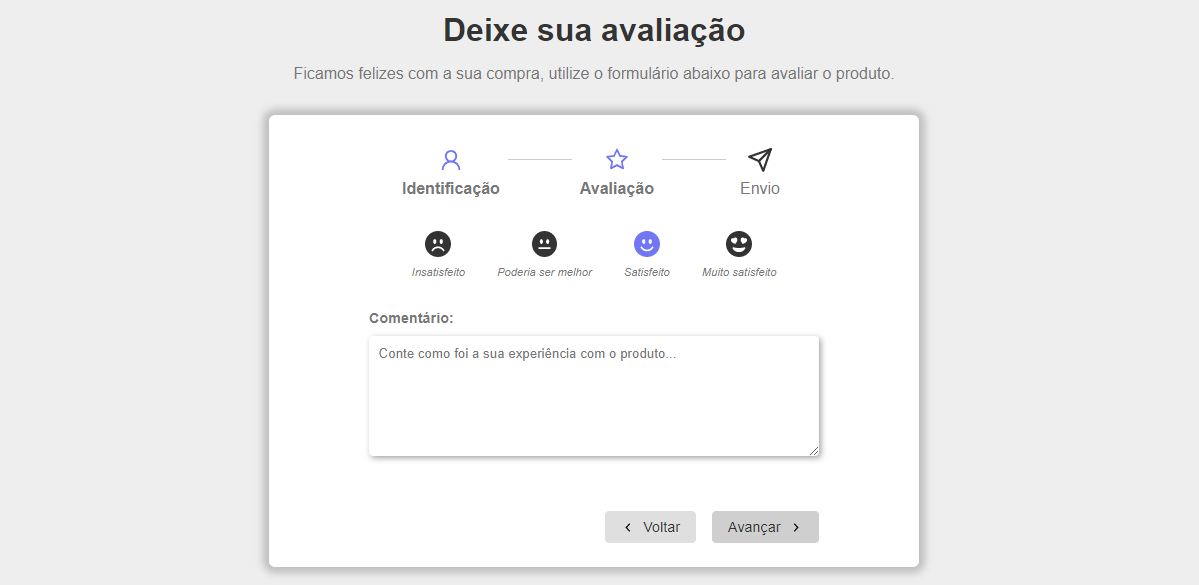 Deixe sua avaliação
Ficamos felizes com a sua compra, utilize o formulário abaixo para avaliar o produto.
Identificação Avaliação Envio
Insatisfeito Poderia ser melhor Satisfeito Muito satisfeito
Comentário:
Conte como foi a sua experiência com o produto...
Voltar Avançar